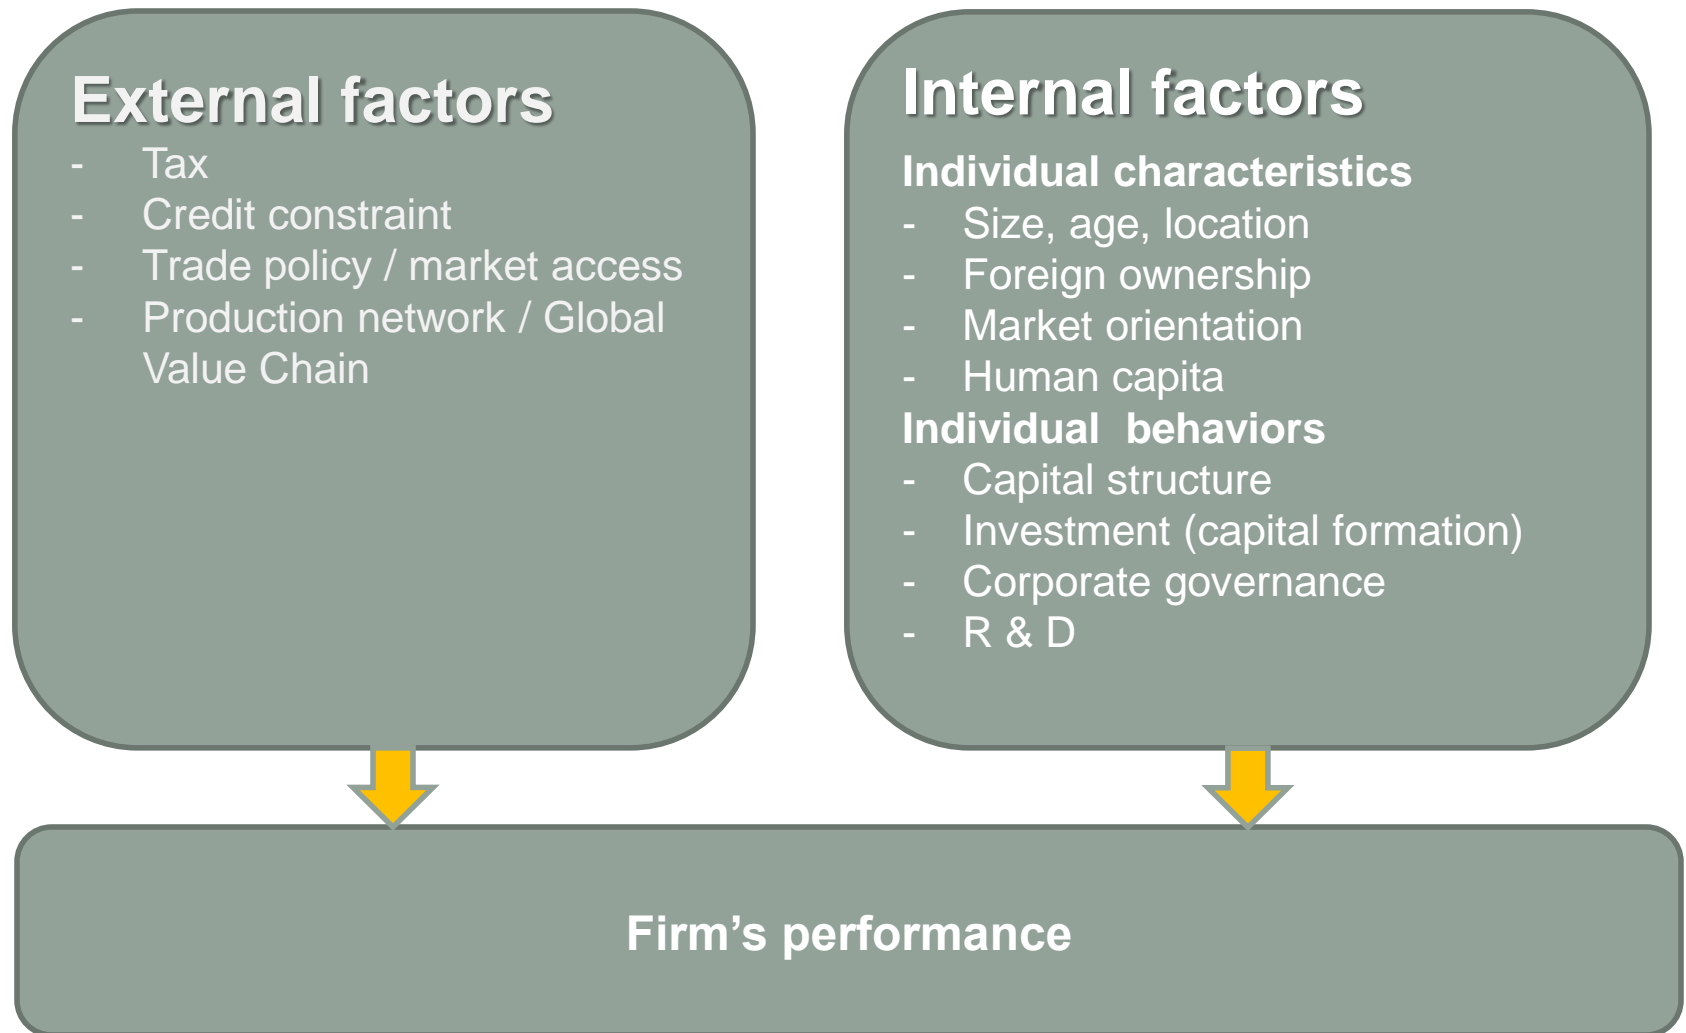 External factors
- Tax
- Credit constraint
- Trade policy / market access
- Production network / Global
Value Chain
Internal factors
Individual characteristics
- Size, age, location
- Foreign ownership
- Market orientation
- Human capita
Individual  behaviors
- Capital structure
- Investment (capital formation)
- Corporate governance
- R & D
Firm’s performance